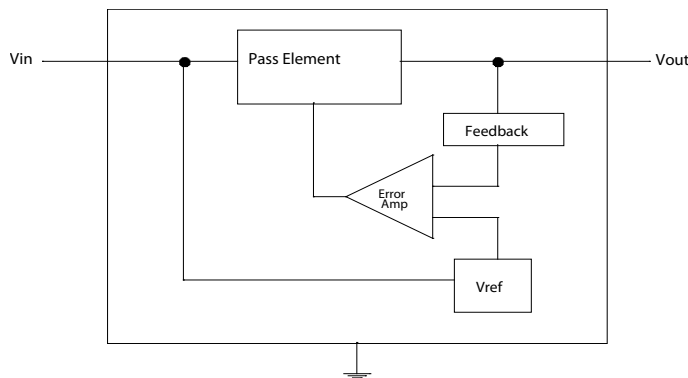 Vin
Pass Element
Vout
Feedback
Error
Amp
Vref